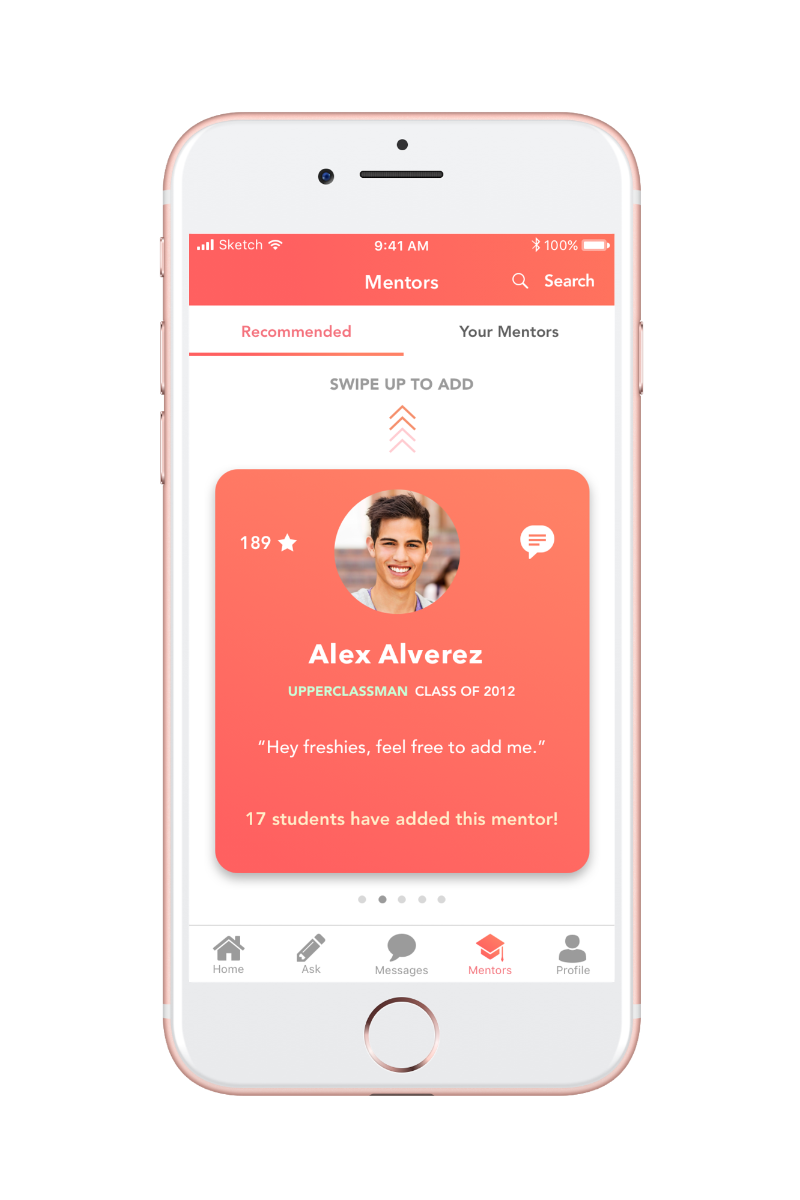 Sketch 9:41 AM 100%
Mentors Search
Recommended Your Mentors
SWIPE UP TO ADD
189
Alex Alverez
UPPERCLASSMAN CLASS OF 2012
“Hey freshies, feel free to add me.”
17 students have added this mentor!
Home Ask Messages Mentors Profile